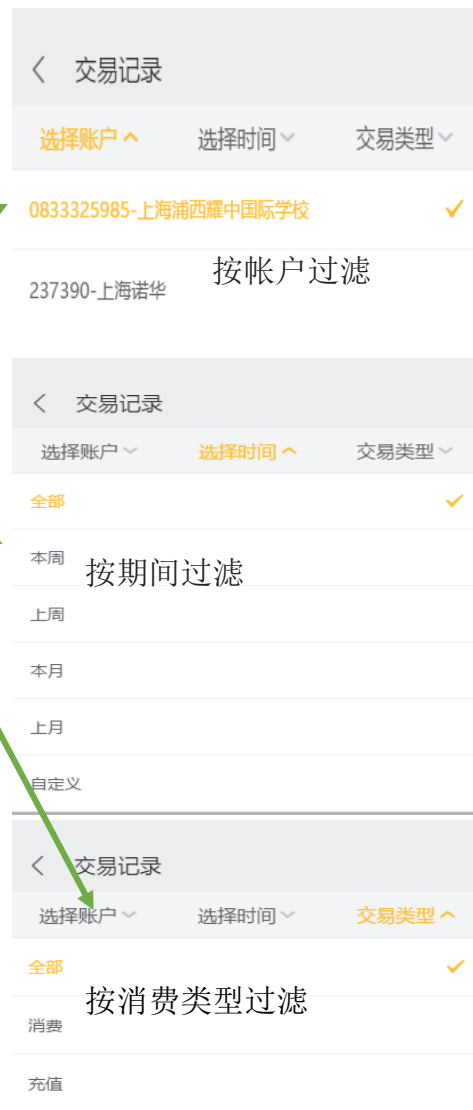 交易记录
选择账户 选择时间 交易类型
0833325985-上海浦西耀中国际学校
按帐户过滤
237390-上海诺华
交易记录
选择账户 选择时间 交易类型
全部
本周
按期间过滤
上周
本月
上月
自定义
交易记录
选择账户 选择时间 交易类型
全部
按消费类型过滤
消费
充值